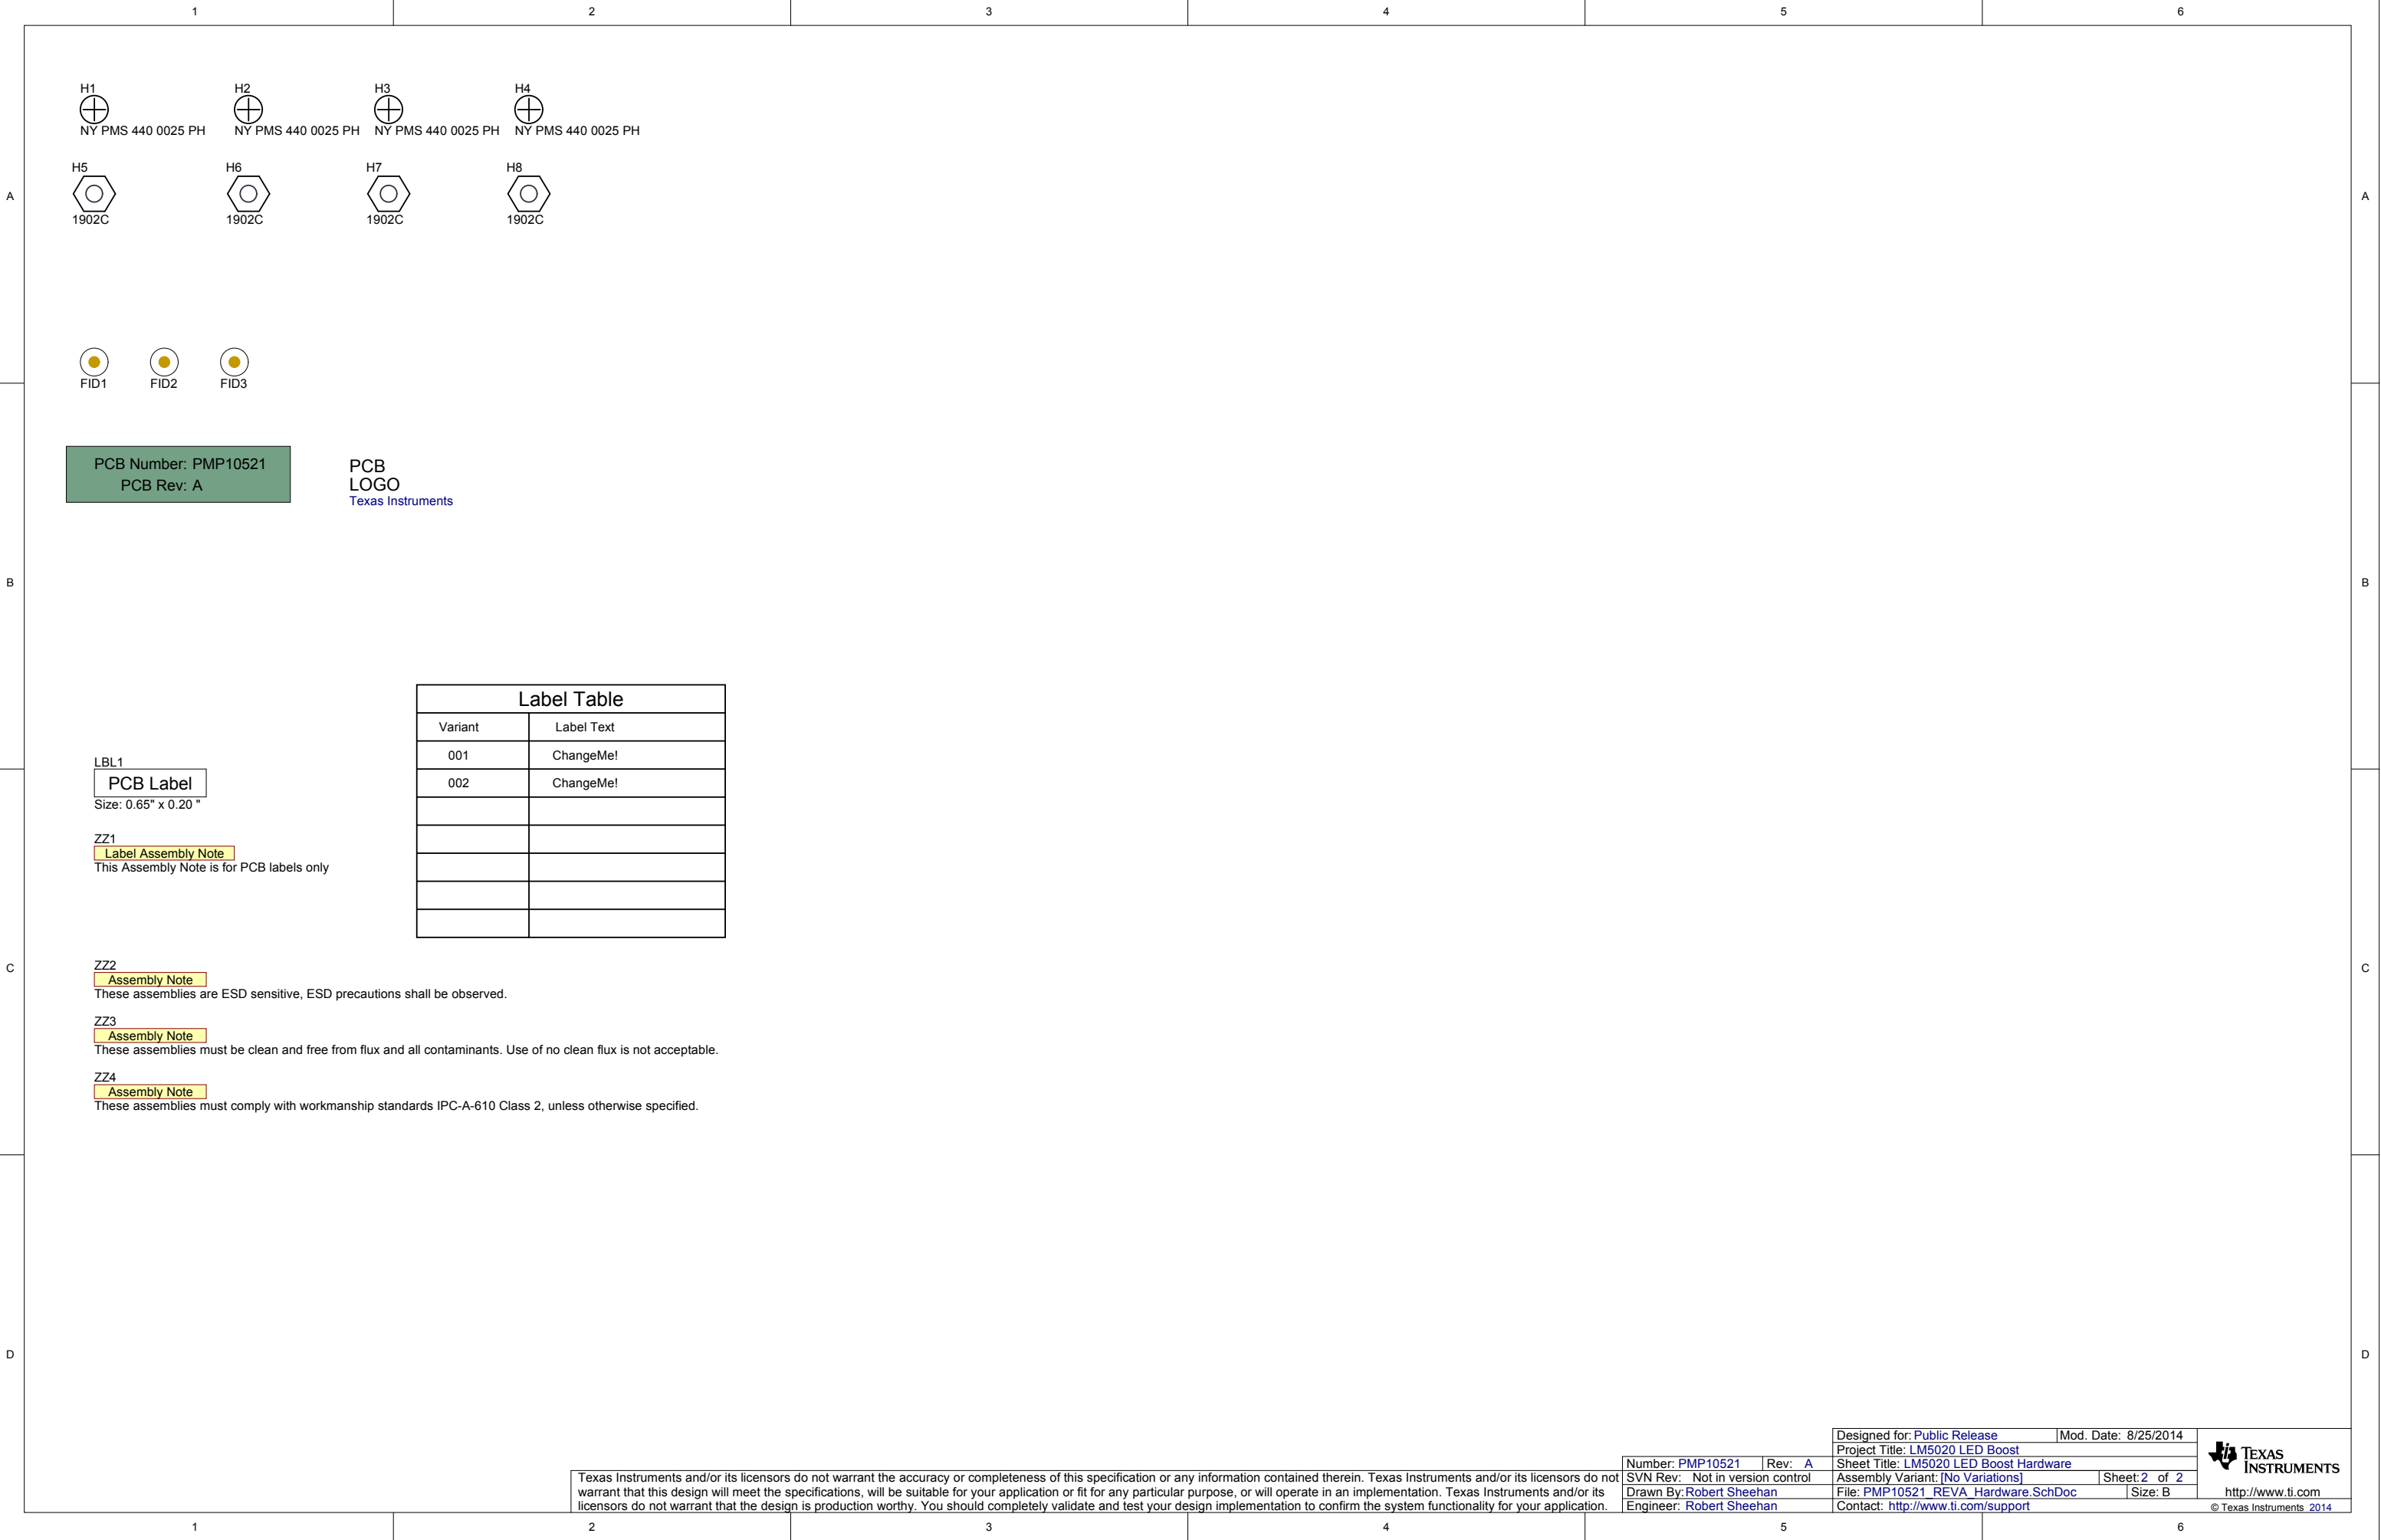 1 2 3 4 5 6
H1 H2 H3 H4
NY PMS 440 0025 PH NY PMS 440 0025 PH NY PMS 440 0025 PH NY PMS 440 0025 PH
H5 H6 H7 H8
A A
1902C 1902C 1902C 1902C
FID1 FID2 FID3
PCB Number: PMP10521
PCB Rev: A
PCB
LOGO
Texas Instruments
B B
Label Table
Variant Label Text
001 ChangeMe!
002 ChangeMe!
LBL1
PCB Label
Size: 0.65" x 0.20 "
ZZ1
Label Assembly Note
This Assembly Note is for PCB labels only
C C
ZZ2
Assembly Note
These assemblies are ESD sensitive, ESD precautions shall be observed.
ZZ3
Assembly Note
These assemblies must be clean and free from flux and all contaminants. Use of no clean flux is not acceptable.
ZZ4
Assembly Note
These assemblies must comply with workmanship standards IPC-A-610 Class 2, unless otherwise specified.
D D
Texas Instruments and/or its licensors do not warrant the accuracy or completeness of this specification or any information contained therein. Texas Instruments and/or its licensors do not
warrant that this design will meet the specifications, will be suitable for your application or fit for any particular purpose, or will operate in an implementation. Texas Instruments and/or its
licensors do not warrant that the design is production worthy. You should completely validate and test your design implementation to confirm the system functionality for your application.
Number: PMP10521 Rev: A
SVN Rev: Not in version control
Drawn By: Robert Sheehan
Engineer: Robert Sheehan
Designed for: Public Release Mod. Date: 8/25/2014
Project Title: LM5020 LED Boost
Sheet Title: LM5020 LED Boost Hardware
Assembly Variant: [No Variations] Sheet: 2 of 2
File: PMP10521_REVA_Hardware.SchDoc Size: B
Contact: http://www.ti.com/support
TEXAS
INSTRUMENTS
http://www.ti.com
© Texas Instruments 2014
1 2 3 4 5 6